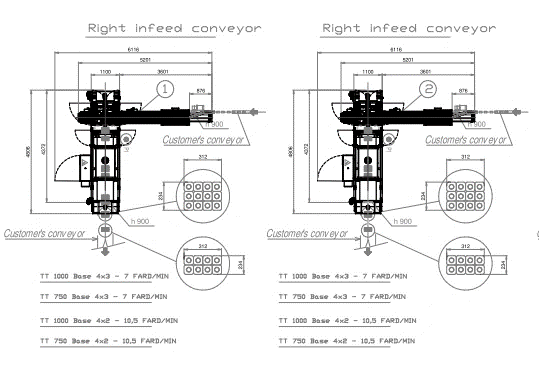 Right infeed conveyor
6116
5201
1100
3601
876
1
h 900
Customer's conveyor
4806
4272
312
234
h 900
Customer's conveyor
312
234
TT 1000 Base 4x3 - 7 FARD/MIN
TT 750 Base 4x3 - 7 FARD/MIN
TT 1000 Base 4x2 - 10,5 FARD/MIN
TT 750 Base 4x2 - 10,5 FARD/MIN
Right infeed conveyor
6116
5201
1100
3601
876
2
h 900
Customer's conveyor
4806
4272
312
234
h 900
Customer's conveyor
312
234
TT 1000 Base 4x3 - 7 FARD/MIN
TT 750 Base 4x3 - 7 FARD/MIN
TT 1000 Base 4x2 - 10,5 FARD/MIN
TT 750 Base 4x2 - 10,5 FARD/MIN